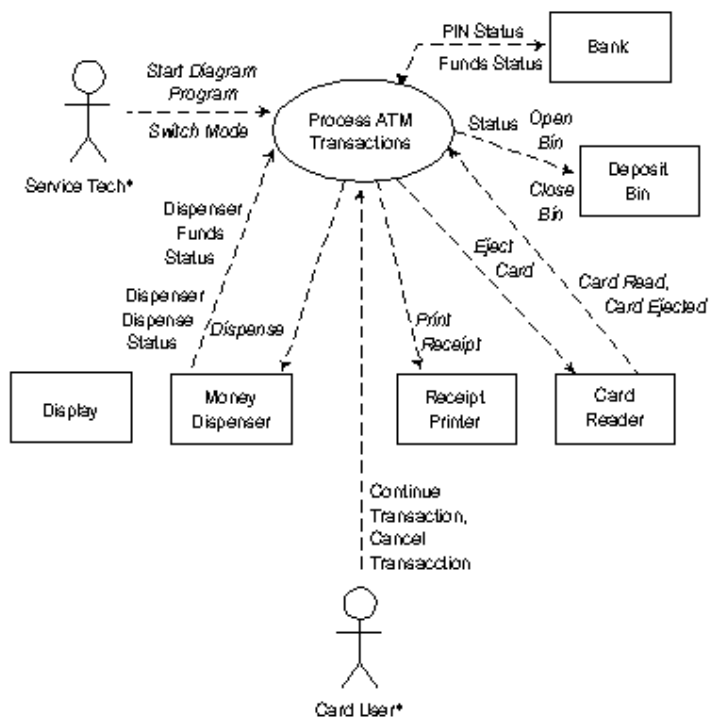 PIN Status
Funds Status
Bank
Start Diagram
Program
Switch Mode
Service Tech*
Process ATM
Transactions
Status
Open
Bin
Close
Bin
Deposit
Bin
Dispenser
Funds
Status
Dispenser
Dispense
Status
Dispense
Eject
Card
Card Read,
Card Ejected
Print
Receipt
Display
Money
Dispenser
Receipt
Printer
Card
Reader
Continue
Transaction,
Cancel
Transacction
Card User*